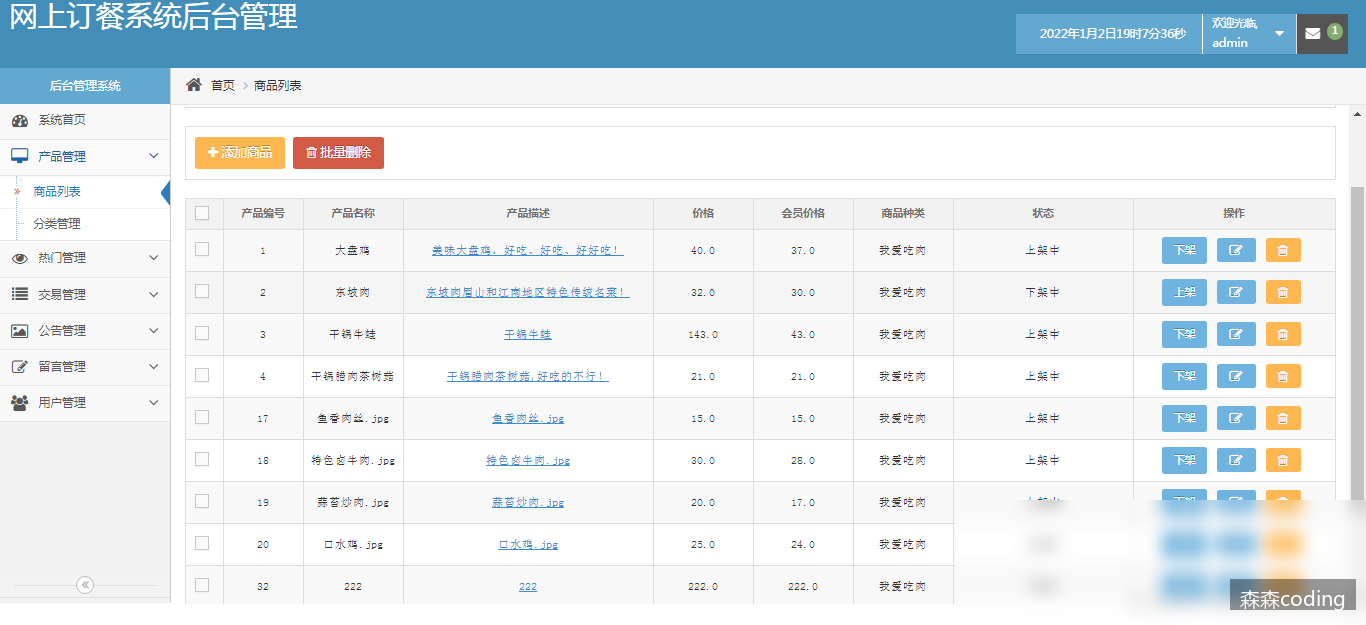 网上订餐系统后台管理
2022年1月2日19时7分36秒
欢迎光临,
admin
1
后台管理系统
首页 商品列表
系统首页
产品管理
商品列表
分类管理
热门管理
交易管理
公告管理
留言管理
用户管理
添加商品 批量删除
产品编号 产品名称 产品描述 价格 会员价格 商品种类 状态 操作
1 大盘鸡 美味大盘鸡，好吃、好吃、好好吃！ 40.0 37.0 我爱吃肉 上架中 下架
2 东坡肉 东坡肉眉山和江南地区特色传统名菜！ 32.0 30.0 我爱吃肉 下架中 上架
3 干锅牛蛙 干锅牛蛙 143.0 43.0 我爱吃肉 上架中 下架
4 干锅腊肉茶树菇 干锅腊肉茶树菇,好吃的不行！ 21.0 21.0 我爱吃肉 上架中 下架
17 鱼香肉丝.jpg 鱼香肉丝.jpg 15.0 15.0 我爱吃肉 上架中 下架
18 特色卤牛肉.jpg 特色卤牛肉.jpg 30.0 28.0 我爱吃肉 上架中 下架
19 蒜苔炒肉.jpg 蒜苔炒肉.jpg 20.0 17.0 我爱吃肉
20 口水鸡.jpg 口水鸡.jpg 25.0 24.0 我爱吃肉
32 222 222 222.0 222.0 我爱吃肉
森森coding